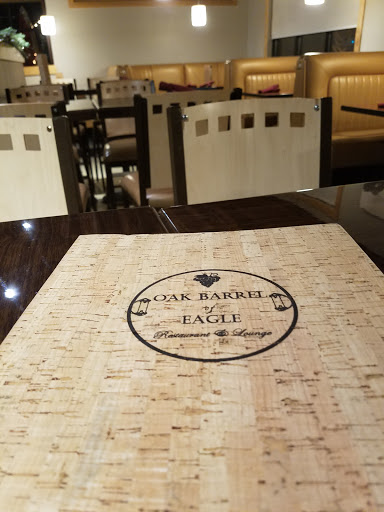 OAK BARREL
of
EAGLE
Restaurant & Lounge